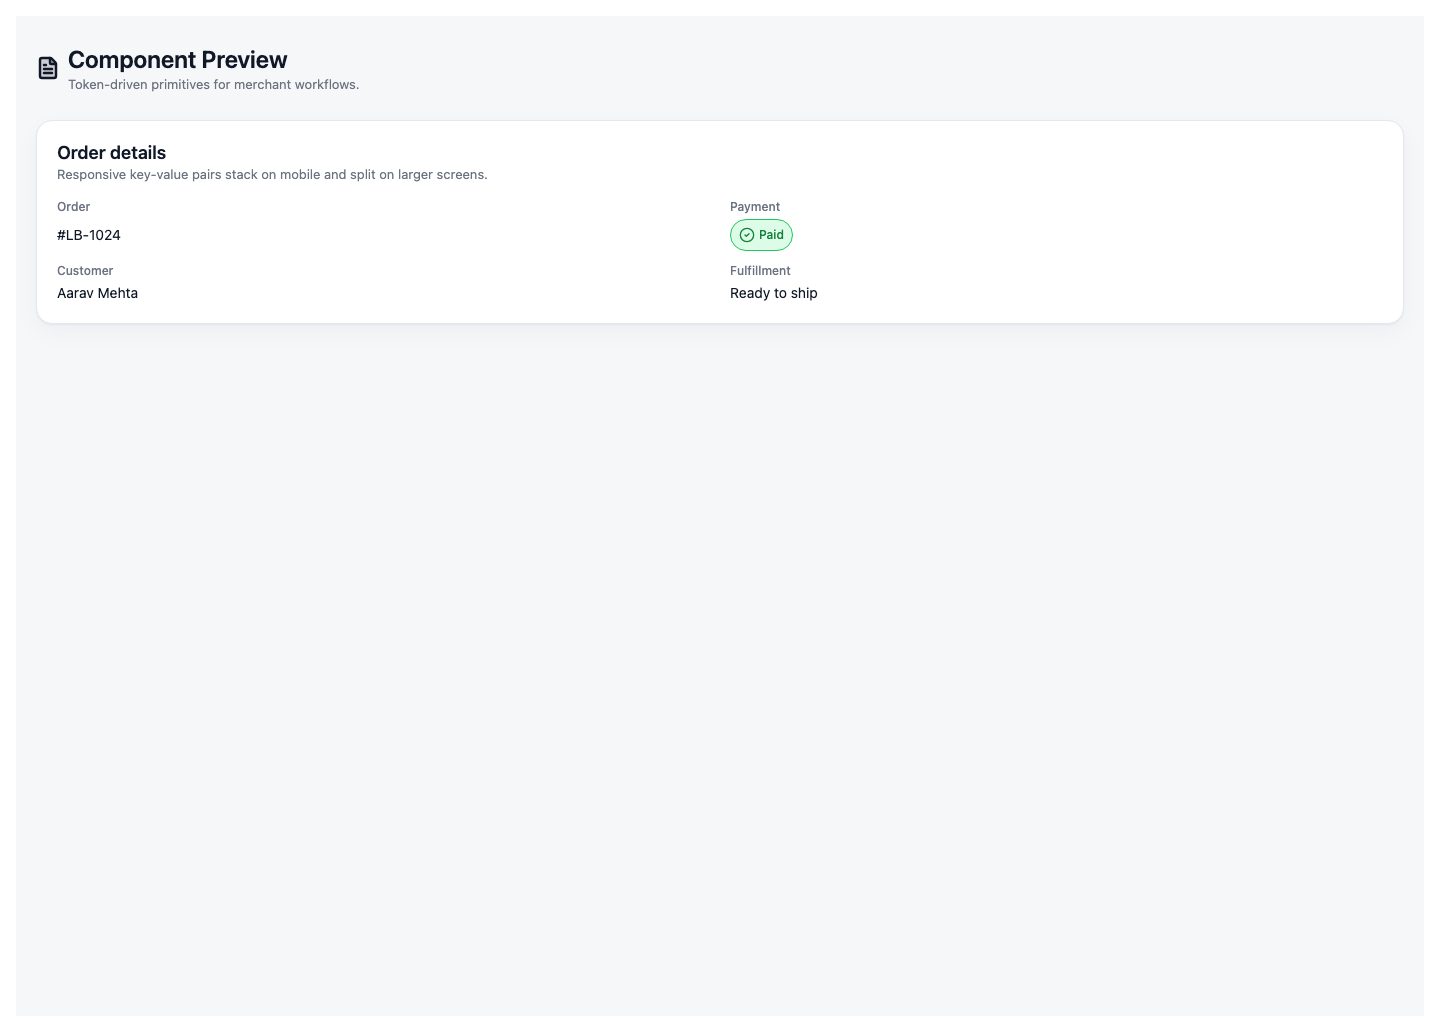 Component Preview
Token-driven primitives for merchant workflows.
Order details
Responsive key-value pairs stack on mobile and split on larger screens.
Order
#LB-1024
Payment
Paid
Customer
Aarav Mehta
Fulfillment
Ready to ship